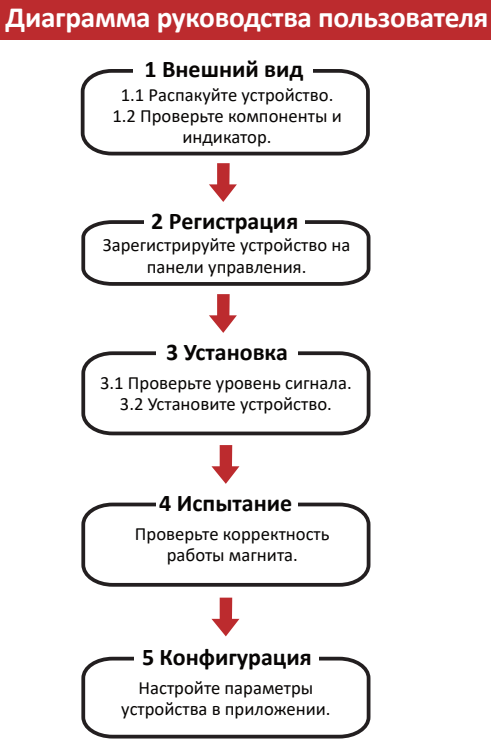 Диаграмма руководства пользователя
1 Внешний вид
1.1 Распакуйте устройство.
1.2 Проверьте компоненты и
индикатор.
2 Регистрация
Зарегистрируйте устройство на
панели управления.
3 Установка
3.1 Проверьте уровень сигнала.
3.2 Установите устройство.
4 Испытание
Проверьте корректность
работы магнита.
5 Конфигурация
Настройте параметры
устройства в приложении.